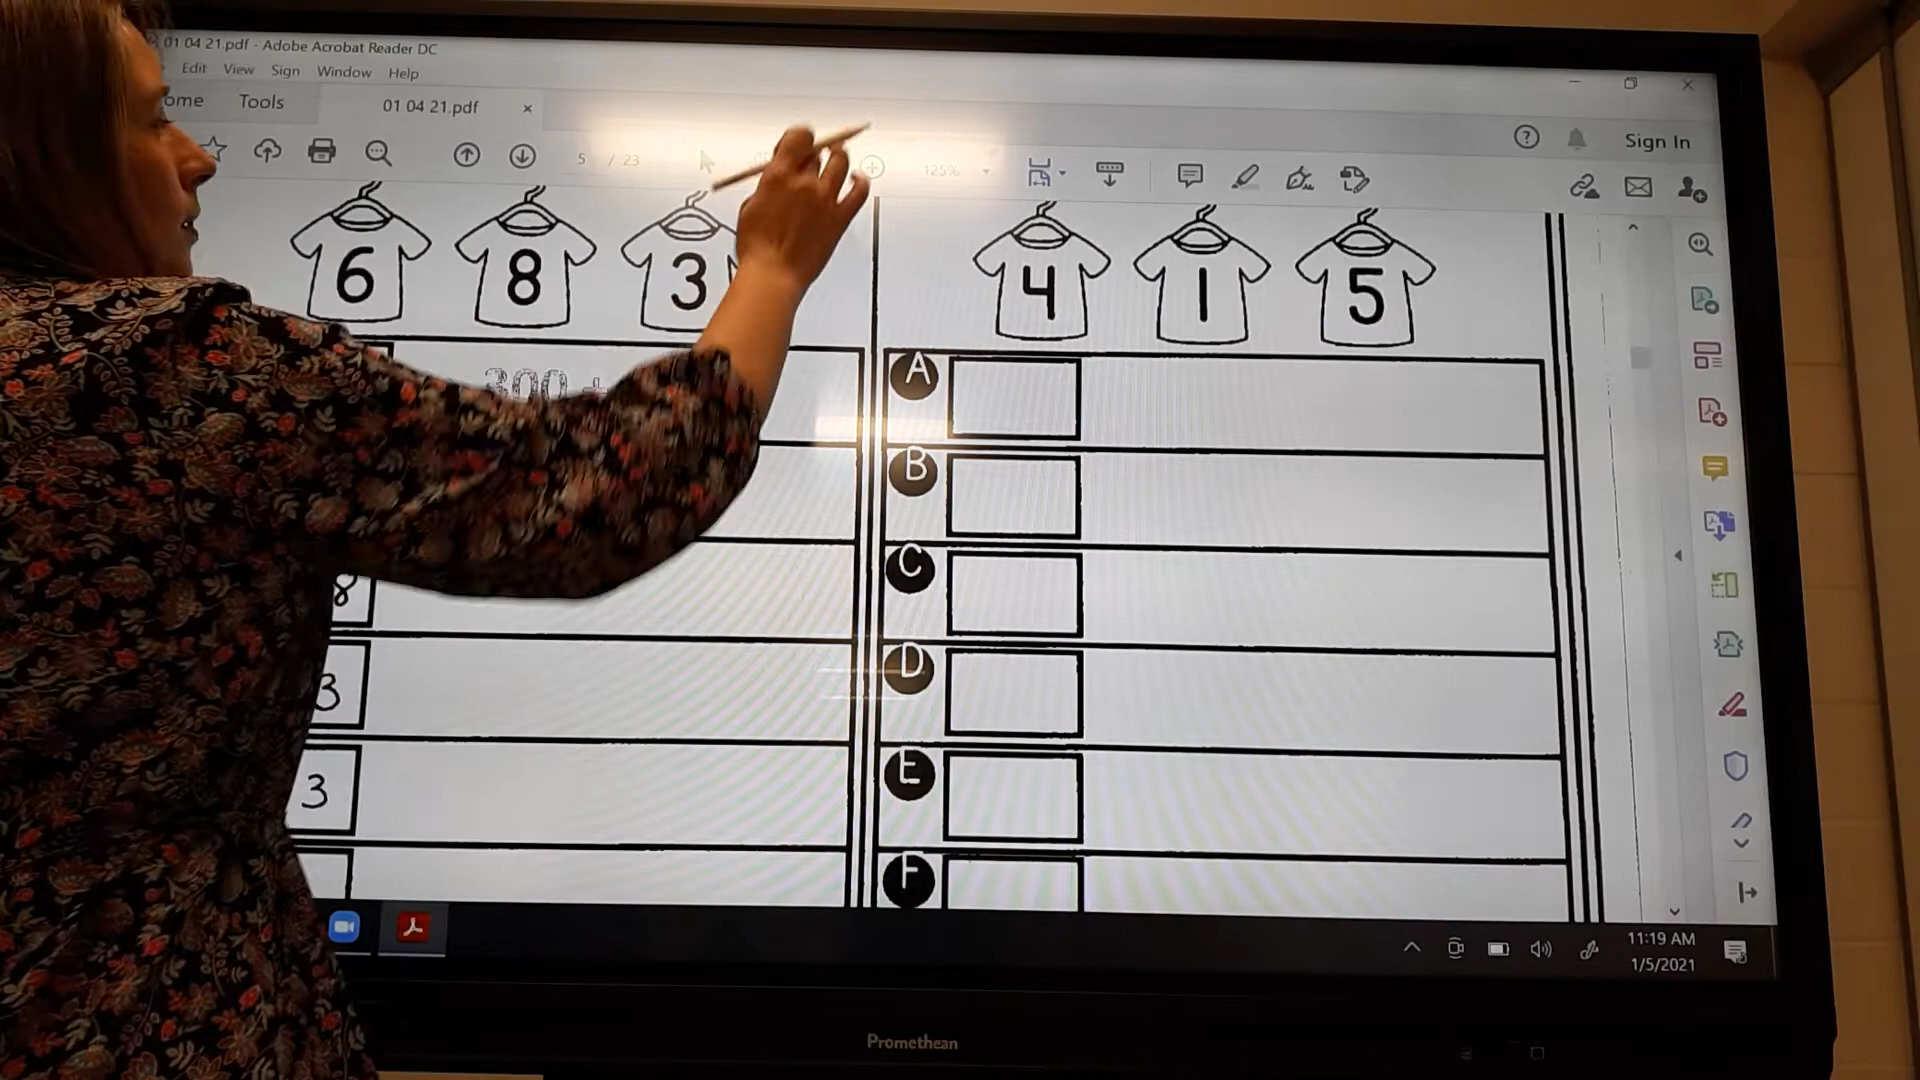 01 04 21.pdf - Adobe Acrobat Reader DC
Edit View Sign Window Help
ome Tools 01 04 21.pdf ×
Sign In
5 / 23 125%
6 8 3
4 1 5
300 +
A
B
C
8
D
3
E
3
F
11:19 AM
1/5/2021
Promethean